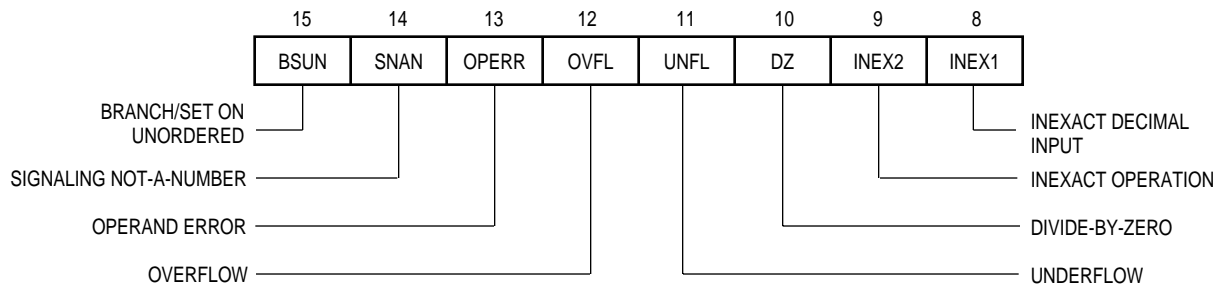 15 14 13 12 11 10 9 8
BSUN SNAN OPERR OVFL UNFL DZ INEX2 INEX1
BRANCH/SET ON
UNORDERED
INEXACT DECIMAL
INPUT
SIGNALING NOT-A-NUMBER
INEXACT OPERATION
OPERAND ERROR
DIVIDE-BY-ZERO
OVERFLOW
UNDERFLOW